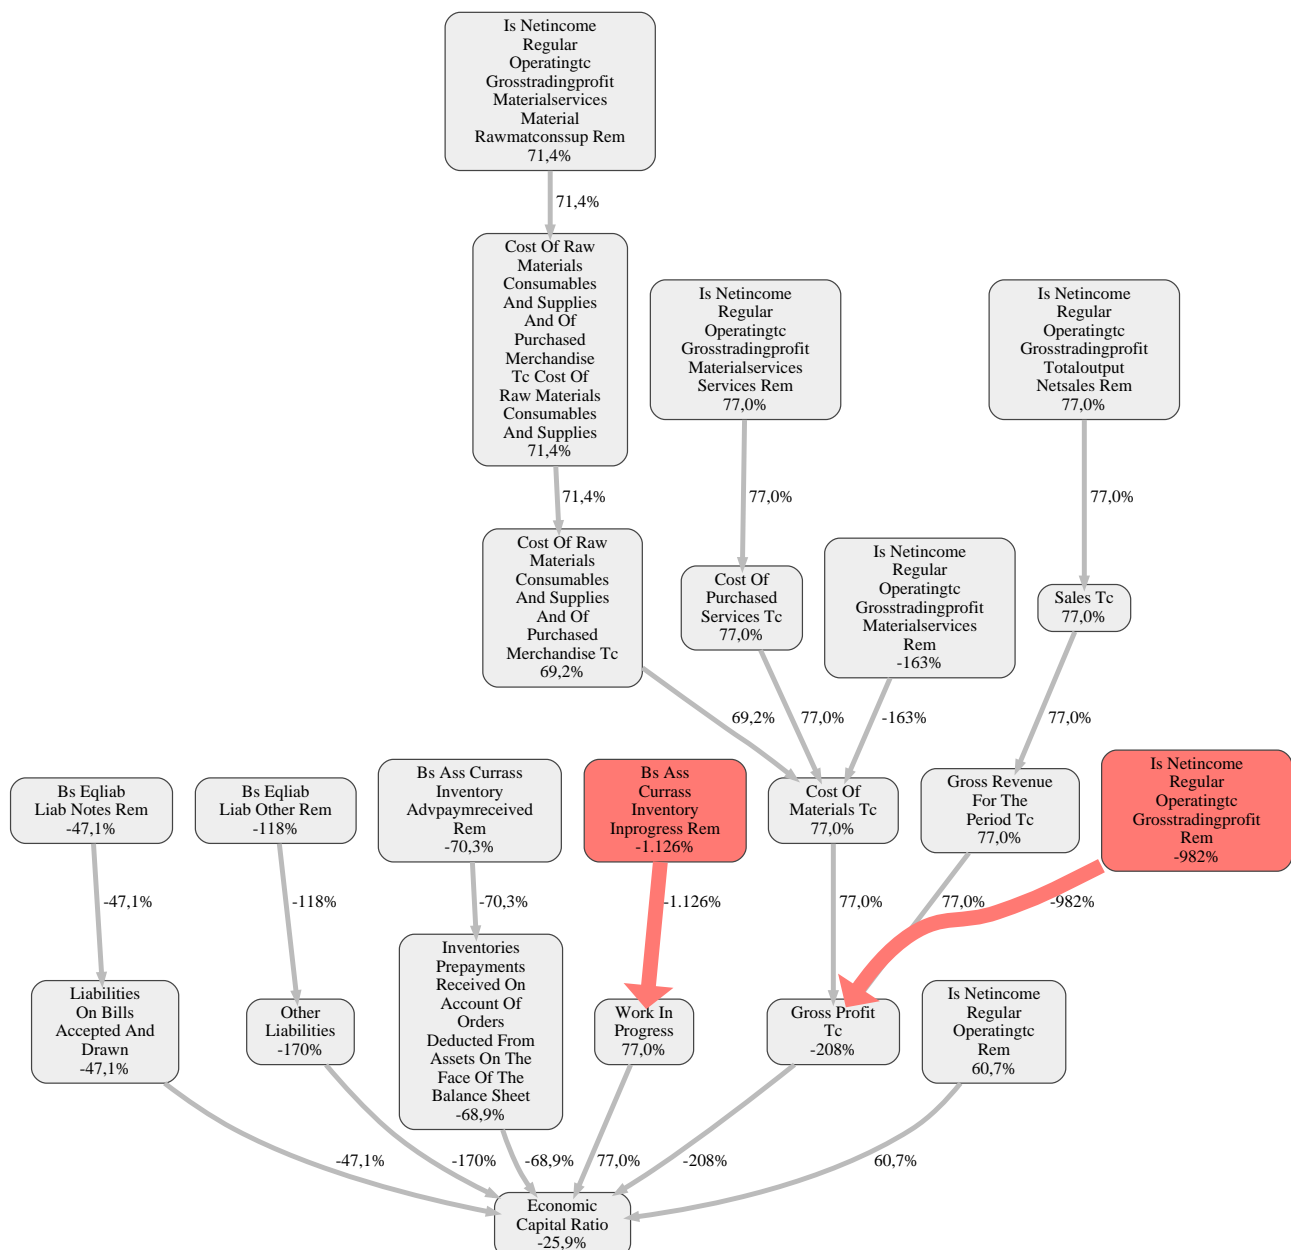 Is Netincome
Regular
Operatingtc
Grosstradingprofit
Materialservices
Material
Rawmatconssup Rem
71,4%
71,4%
Cost Of Raw
Materials
Consumables
And Supplies
And Of
Purchased
Merchandise
Tc Cost Of
Raw Materials
Consumables
And Supplies
71,4%
Is Netincome
Regular
Operatingtc
Grosstradingprofit
Materialservices
Services Rem
77,0%
Is Netincome
Regular
Operatingtc
Grosstradingprofit
Totaloutput
Netsales Rem
77,0%
71,4%
77,0%
77,0%
Cost Of Raw
Materials
Consumables
And Supplies
And Of
Purchased
Merchandise Tc
69,2%
Cost Of
Purchased
Services Tc
77,0%
Is Netincome
Regular
Operatingtc
Grosstradingprofit
Materialservices
Rem
-163%
Sales Tc
77,0%
69,2%
77,0%
-163%
77,0%
Bs Eqliab
Liab Notes Rem
-47,1%
Bs Eqliab
Liab Other Rem
-118%
Bs Ass Currass
Inventory
Advpaymreceived
Rem
-70,3%
Bs Ass
Currass
Inventory
Inprogress Rem
-1.126%
Cost Of
Materials Tc
77,0%
Gross Revenue
For The
Period Tc
77,0%
Is Netincome
Regular
Operatingtc
Grosstradingprofit
Rem
-982%
-47,1%
-118%
-70,3%
-1.126%
77,0%
77,0%
-982%
Liabilities
On Bills
Accepted And
Drawn
-47,1%
Other
Liabilities
-170%
Inventories
Prepayments
Received On
Account Of
Orders
Deducted From
Assets On The
Face Of The
Balance Sheet
-68,9%
Work In
Progress
77,0%
Gross Profit
Tc
-208%
Is Netincome
Regular
Operatingtc
Rem
60,7%
-47,1%
-170%
-68,9%
77,0%
-208%
60,7%
Economic
Capital Ratio
-25,9%